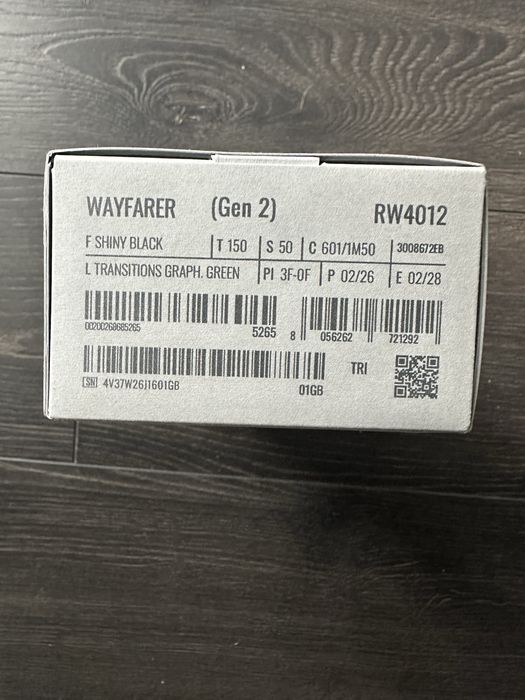 WAYFARER (Gen 2) RW4012
F SHINY BLACK T 150 S 50 C 601/1M50 3008672EB
L TRANSITIONS GRAPH. GREEN PI 3F-0F P 02/26 E 02/28
00200268685265 5265 8 056262 721292
SN 4V37W26J1601GB 01GB TRI